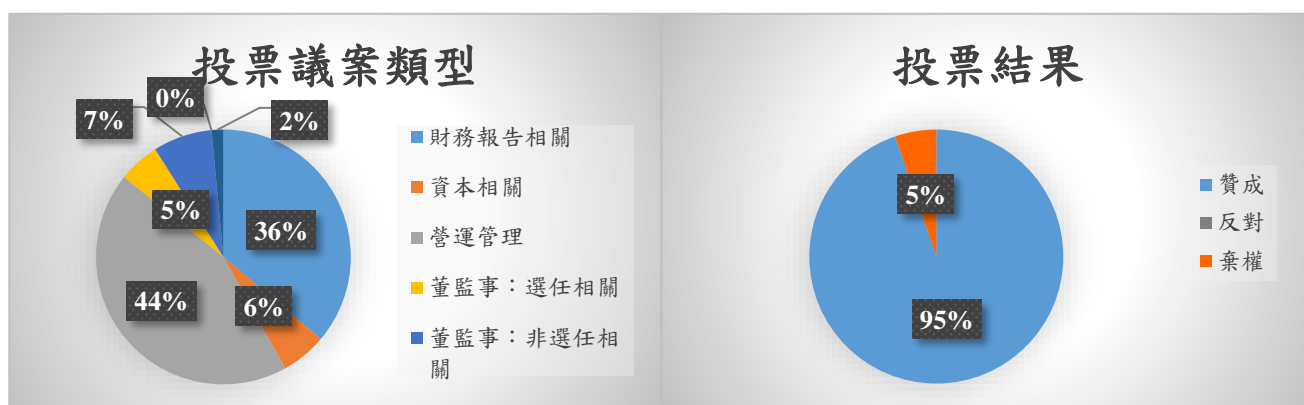 投票議案類型
0%
7%
2%
5%
36%
44%
6%
財務報告相關
資本相關
營運管理
董監事：選任相關
董監事：非選任相
關
投票結果
5%
95%
贊成
反對
棄權